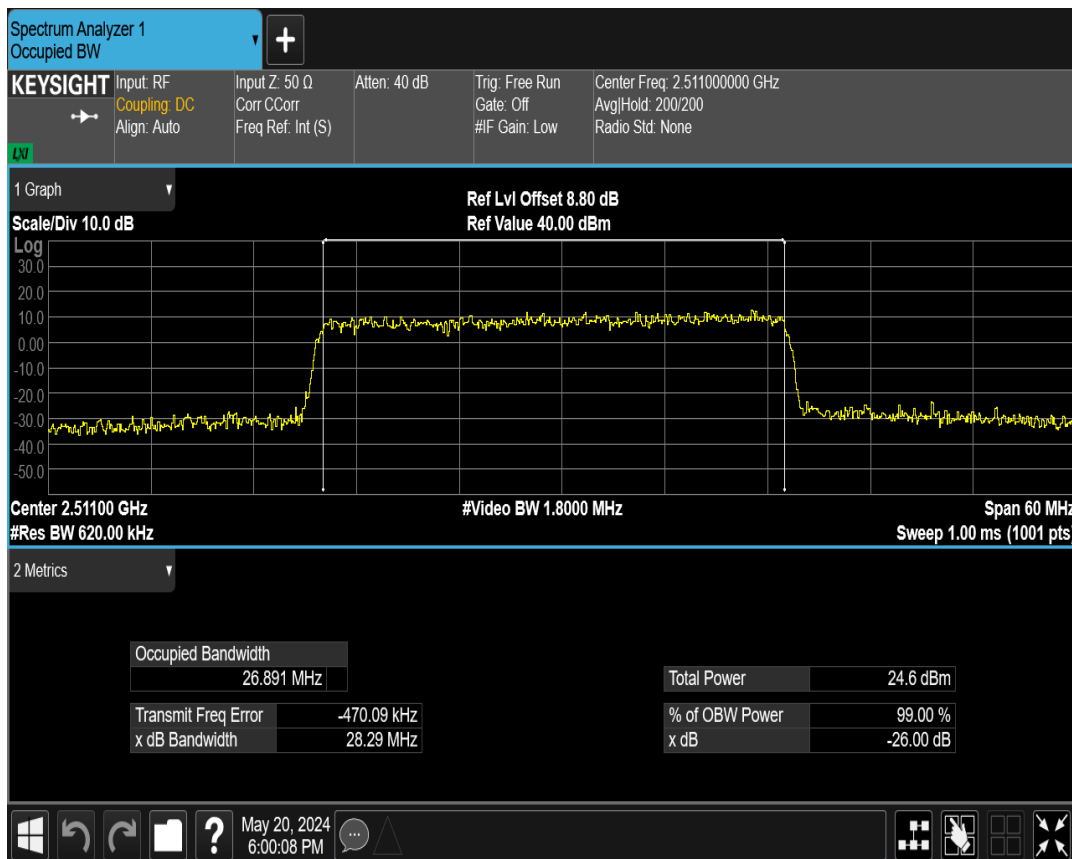 Spectrum Analyzer 1
Occupied BW
+
KEYSIGHT
LXI
Input: RF
Coupling: DC
Align: Auto
Input Z: 50 Ω
Corr CCorr
Freq Ref: Int (S)
Atten: 40 dB
Trig: Free Run
Gate: Off
#IF Gain: Low
Center Freq: 2.511000000 GHz
Avg|Hold: 200/200
Radio Std: None
1 Graph
Scale/Div 10.0 dB
Ref Lvl Offset 8.80 dB
Ref Value 40.00 dBm
Log
30.0
20.0
10.0
0.00
-10.0
-20.0
-30.0
-40.0
-50.0
Center 2.51100 GHz
#Video BW 1.8000 MHz
Span 60 MHz
#Res BW 620.00 kHz
Sweep 1.00 ms (1001 pts)
2 Metrics
Occupied Bandwidth
26.891 MHz
Transmit Freq Error -470.09 kHz
x dB Bandwidth 28.29 MHz
Total Power 24.6 dBm
% of OBW Power 99.00 %
x dB -26.00 dB
?
May 20, 2024
6:00:08 PM
...